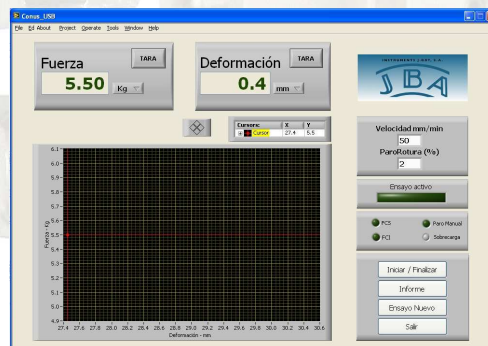 Conus_USB
File Ed About Project Operate Tools Window Help
Fuerza TARA
5.50 Kg
Deformación TARA
0.4 mm
INSTRUMENTS J. BOT, S.A.
JBA
Cursors: X Y
Cursor 27.4 5.5
Velocidad mm/min
50
ParoRotura (%)
2
Ensayo activo
FCS Paro Manual
FCI Sobrecarga
Iniciar / Finalizar
Informe
Ensayo Nuevo
Salir
Fuerza - Kg
6.1
6.0
5.9
5.8
5.7
5.6
5.5
5.4
5.3
5.2
5.1
5.0
4.9
27.4 27.6 27.8 28.0 28.2 28.4 28.6 28.8 29.0 29.2 29.4 29.6 29.8 30.0 30.2 30.4 30.6
Deformación - mm